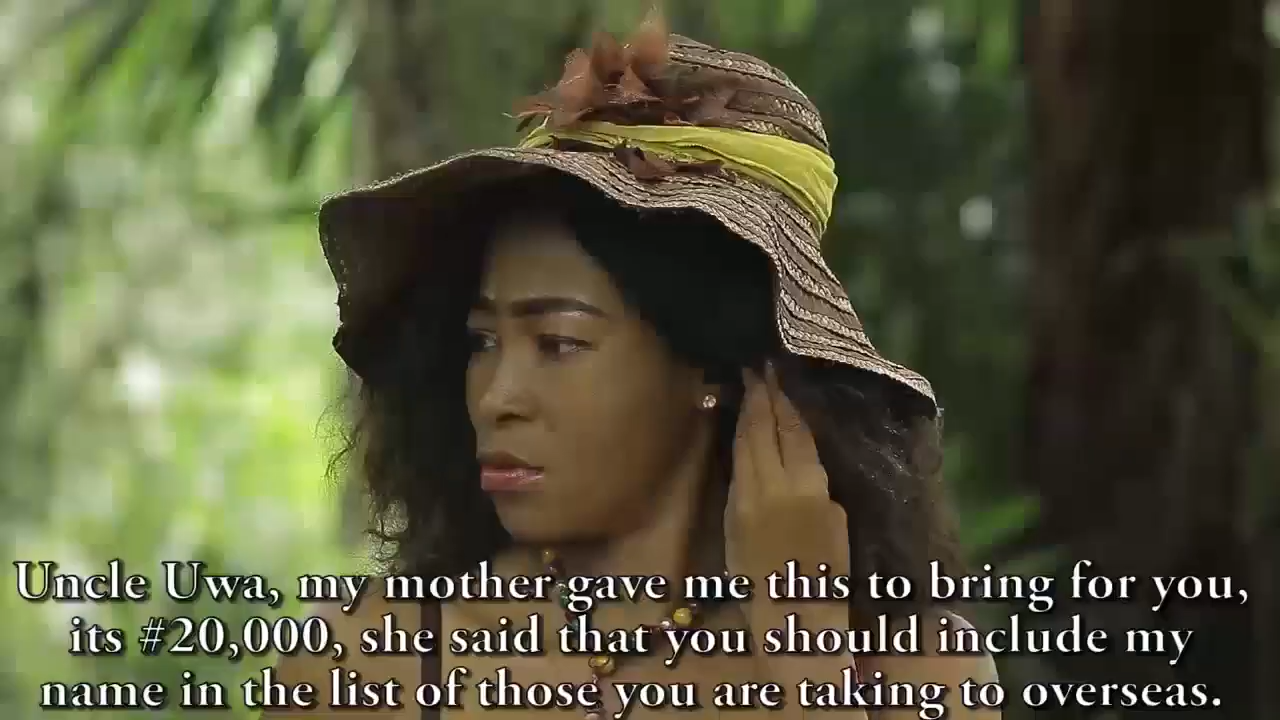 Uncle Uwa, my mother gave me this to bring for you,
its #20,000, she said that you should include my
name in the list of those you are taking to overseas.